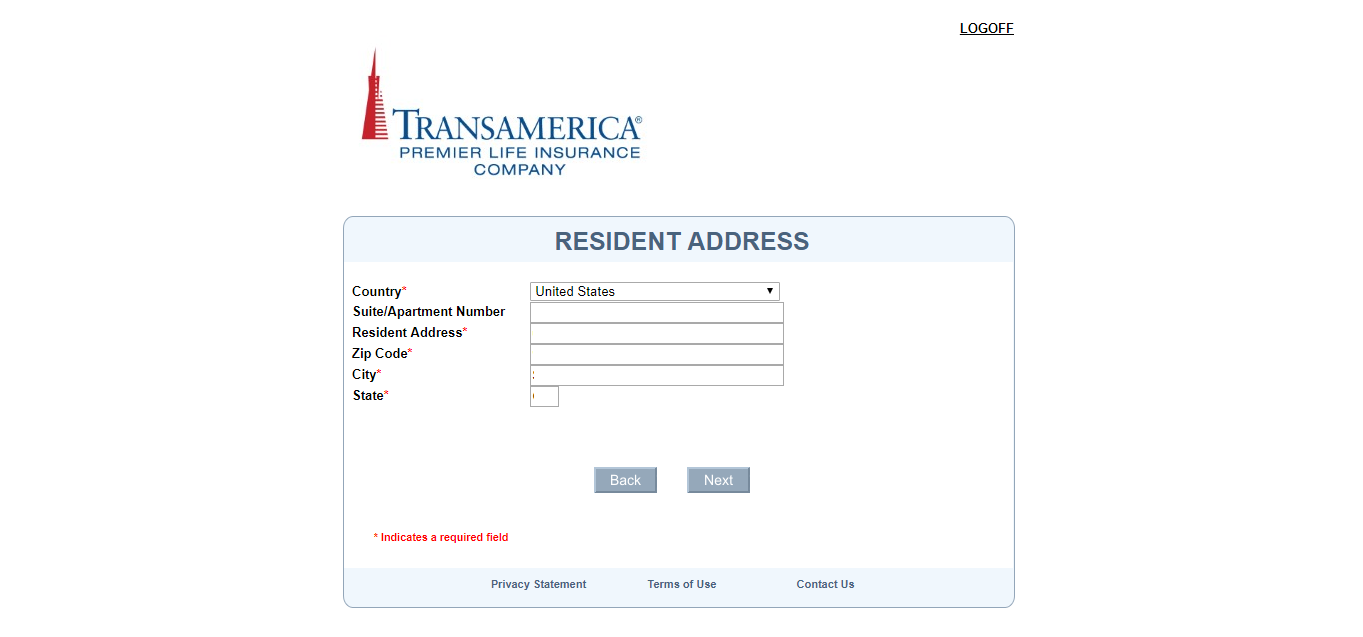 LOGOFF
TRANSAMERICA®
PREMIER LIFE INSURANCE
COMPANY
RESIDENT ADDRESS
Country* United States
Suite/Apartment Number
Resident Address*
Zip Code*
City*
State*
Back Next
* Indicates a required field
Privacy Statement Terms of Use Contact Us